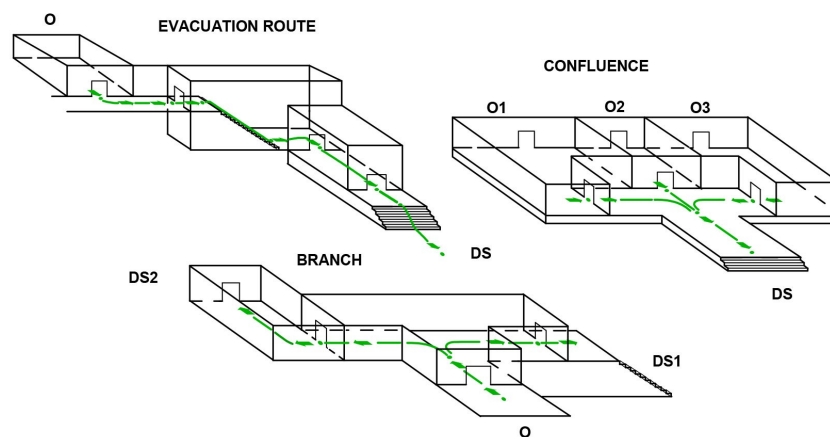 O
EVACUATION ROUTE
CONFLUENCE
O1
O2
O3
DS
DS
BRANCH
DS2
DS1
O